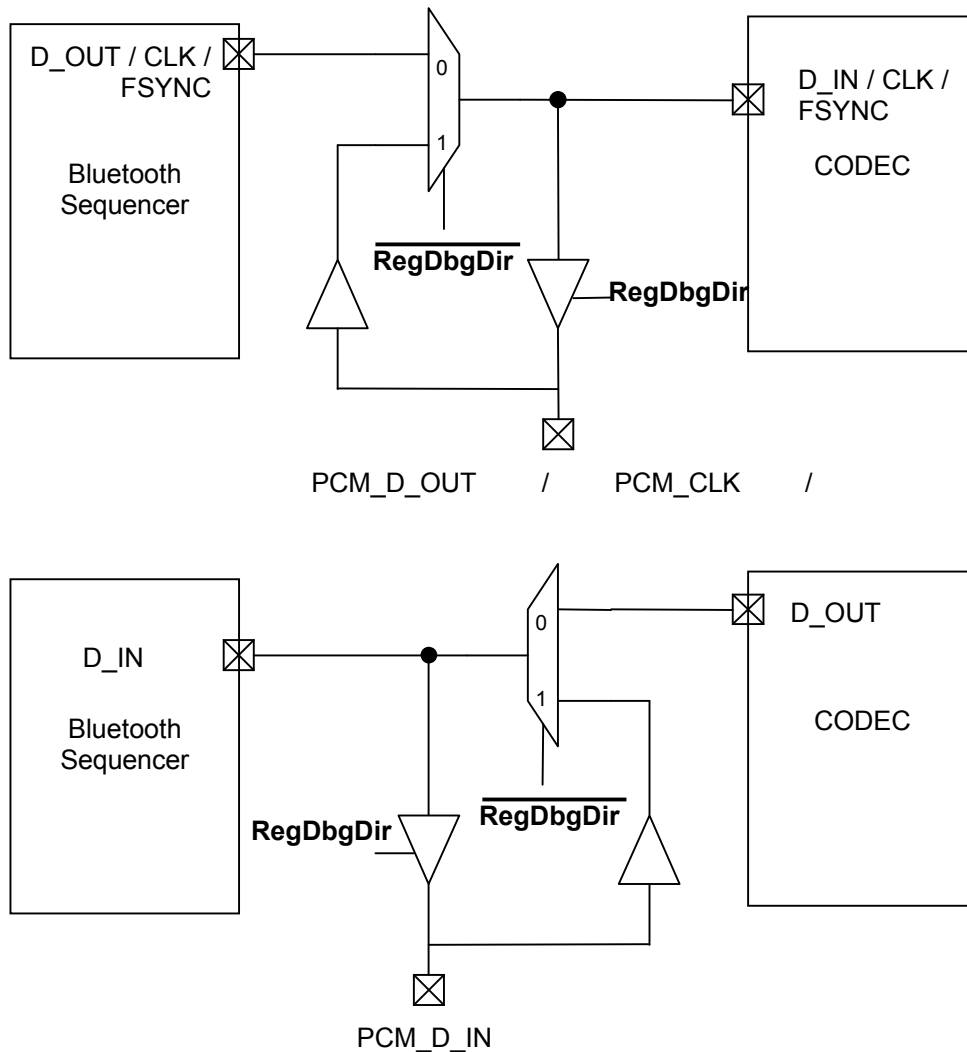 D_OUT / CLK /
FSYNC
Bluetooth
Sequencer
0
1
RegDbgDir
RegDbgDir
D_IN / CLK /
FSYNC
CODEC
PCM_D_OUT / PCM_CLK /
D_IN
Bluetooth
Sequencer
0
1
RegDbgDir
RegDbgDir
D_OUT
CODEC
PCM_D_IN